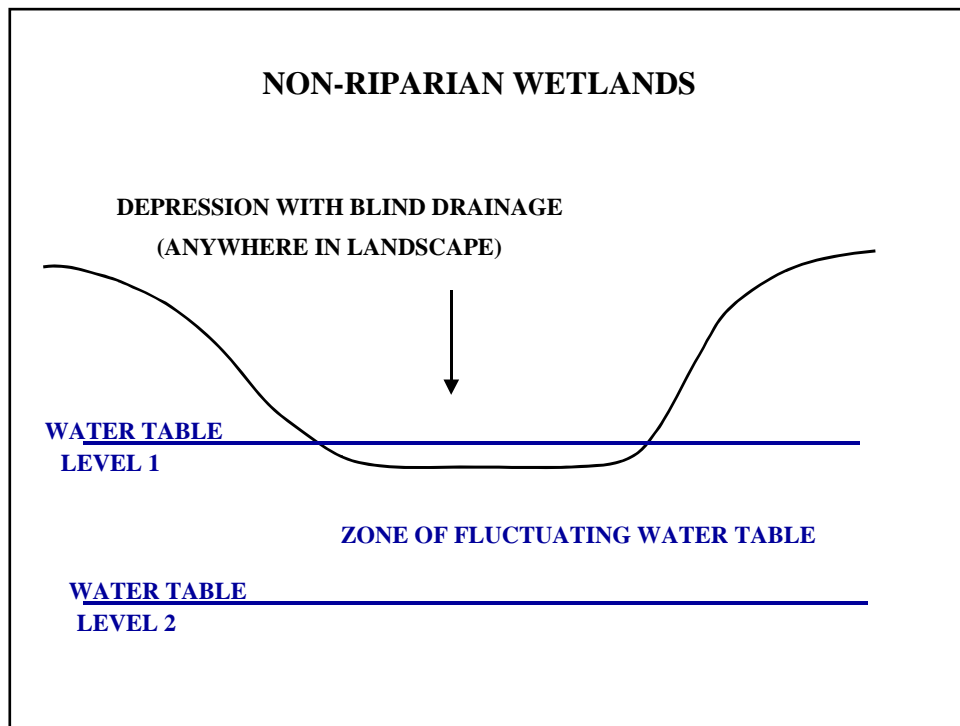 NON-RIPARIAN WETLANDS
DEPRESSION WITH BLIND DRAINAGE
(ANYWHERE IN LANDSCAPE)
WATER TABLE
LEVEL 1
ZONE OF FLUCTUATING WATER TABLE
WATER TABLE
LEVEL 2